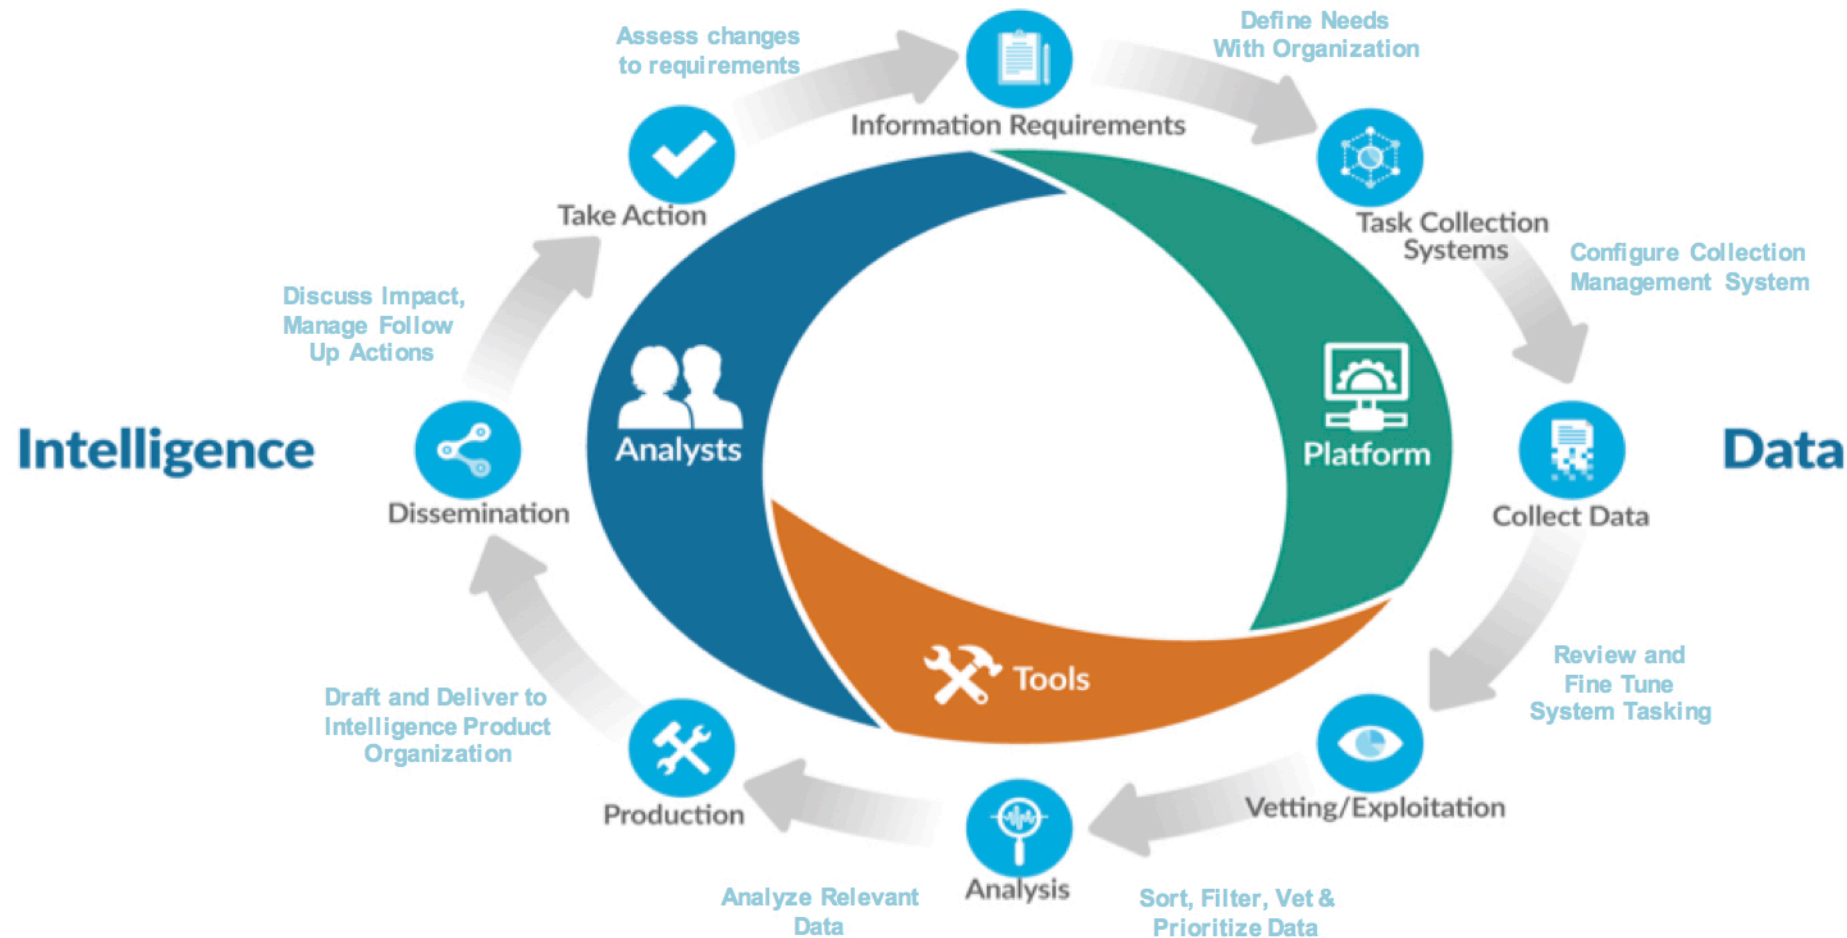 Assess changes
to requirements
Define Needs
With Organization
Information Requirements
Take Action
Task Collection
Systems
Configure Collection
Management System
Discuss Impact,
Manage Follow
Up Actions
Analysts
Platform
Intelligence
Data
Dissemination
Collect Data
Tools
Review and
Fine Tune
System Tasking
Draft and Deliver to
Intelligence Product
Organization
Production
Vetting/Exploitation
Analysis
Analyze Relevant
Data
Sort, Filter, Vet &
Prioritize Data